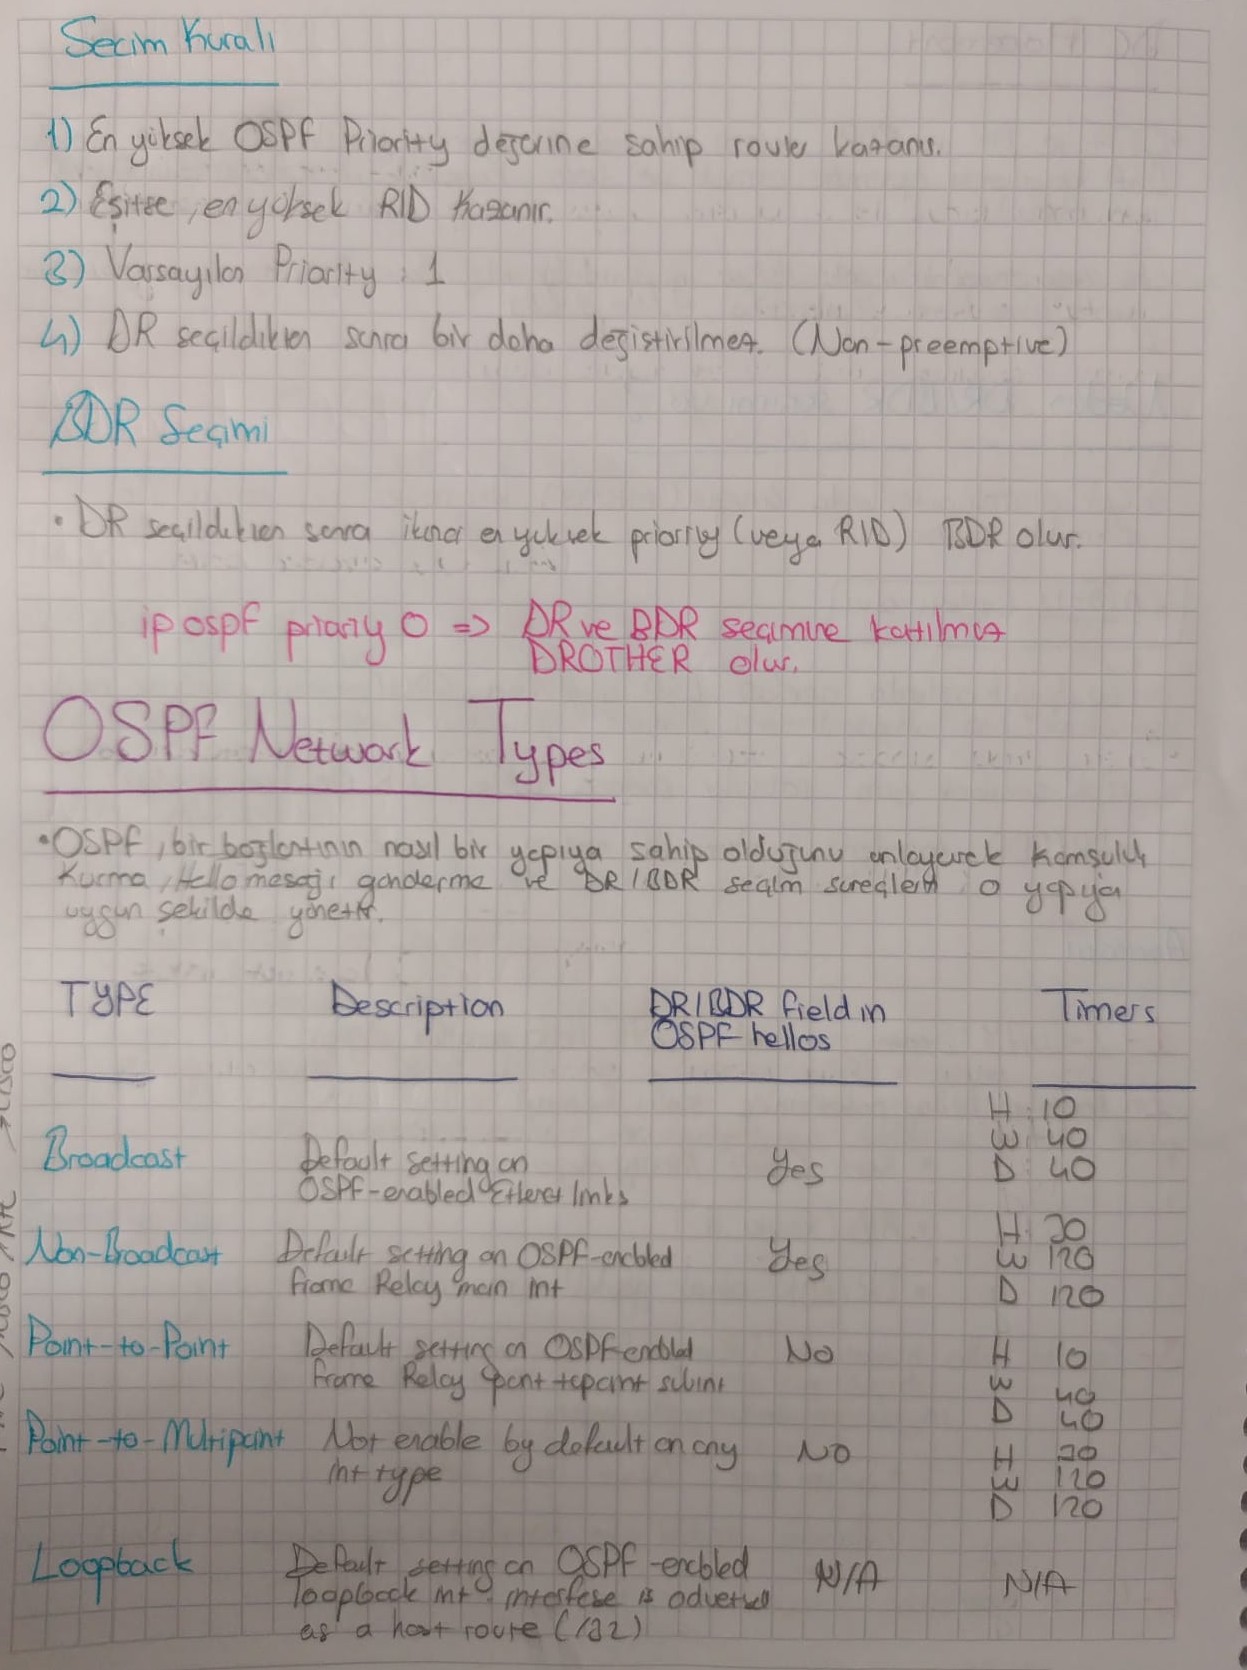 Seçim Kuralı
1) En yüksek OSPF Priority değerine sahip router kazanır.
2) Eşitse, en yüksek RID kazanır.
3) Varsayılan Priority : 1
4) DR seçildikten sonra bir daha değiştirilmez. (Non-preemptive)
BDR Seçimi
• DR seçildikten sonra ikinci en yüksek priority (veya RID) BDR olur.
ip ospf priority 0 => DR ve BDR seçimine katılmaz
DROTHER olur.
OSPF Network Types
• OSPF, bir bağlantının nasıl bir yapıya sahip olduğunu anlayarak komşuluk
kurma, Hello mesajı gönderme ve DR/BDR seçim süreçlerini o yapıya
uygun şekilde yönetir.
TYPE Description DR/BDR field in Timers
OSPF hellos
H: 10
Broadcast Default setting on Yes W 40
OSPF-enabled Ethernet links D: 40
Non-Broadcast Default setting on OSPF-enabled Yes H: 30
Frame Relay main int W 120
D 120
Point-to-Point Default setting on OSPF-enabled No H 10
Frame Relay point to point subint W 40
D 40
Point-to-Multipoint Not enable by default on any No H 30
int type W 120
D 120
Loopback Default setting on OSPF-enbled N/A N/A
loopback int. interfese is advertised
as a host route (/32)
CISCO